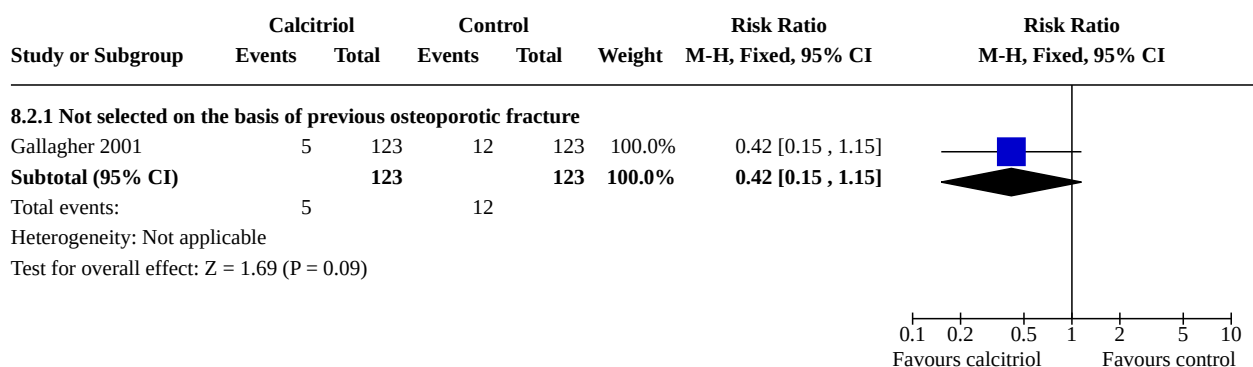 Calcitriol Control Risk Ratio Risk Ratio
Study or Subgroup Events Total Events Total Weight M-H, Fixed, 95% CI M-H, Fixed, 95% CI
8.2.1 Not selected on the basis of previous osteoporotic fracture
Gallagher 2001 5 123 12 123 100.0% 0.42 [0.15 , 1.15]
Subtotal (95% CI) 123 123 100.0% 0.42 [0.15 , 1.15]
Total events: 5 12
Heterogeneity: Not applicable
Test for overall effect: Z = 1.69 (P = 0.09)
0.1 0.2 0.5 1 2 5 10
Favours calcitriol Favours control